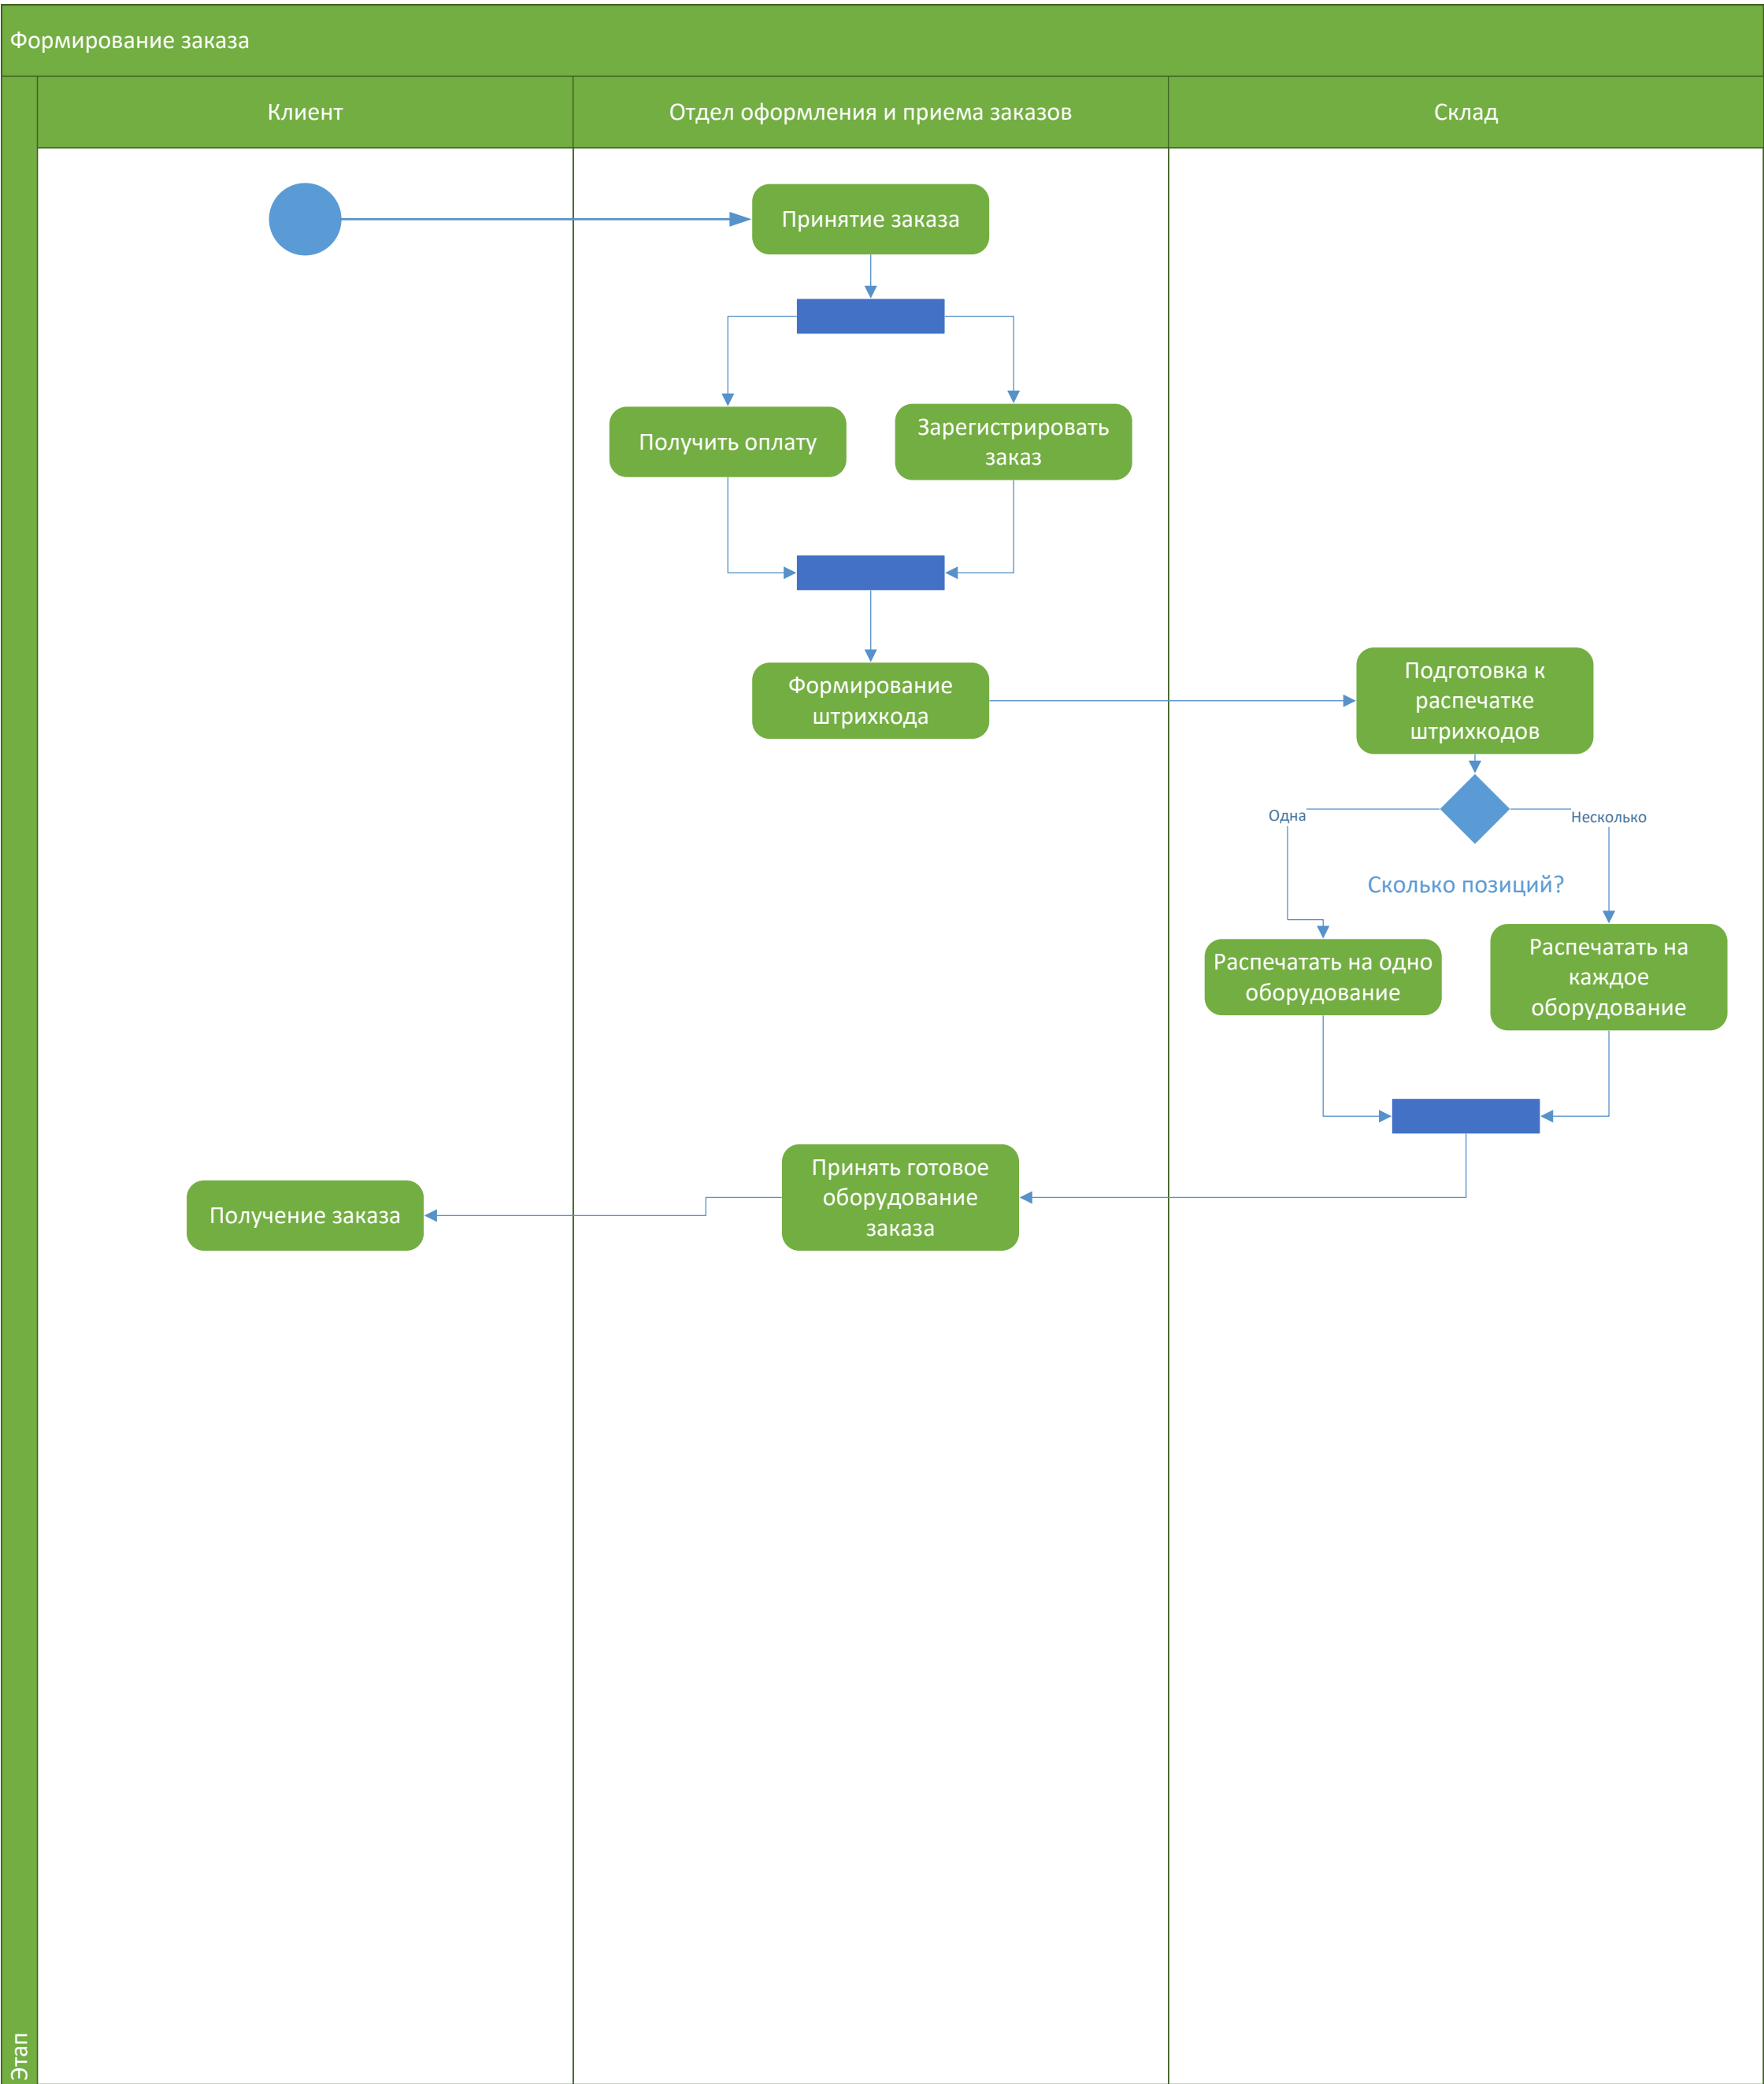 Формирование заказа
Клиент
Отдел оформления и приема заказов
Склад
Принятие заказа
Получить оплату
Зарегистрировать
заказ
Формирование
штрихкода
Подготовка к
распечатке
штрихкодов
Одна
Несколько
Сколько позиций?
Распечатать на одно
оборудование
Распечатать на
каждое
оборудование
Принять готовое
оборудование
заказа
Получение заказа
Этап